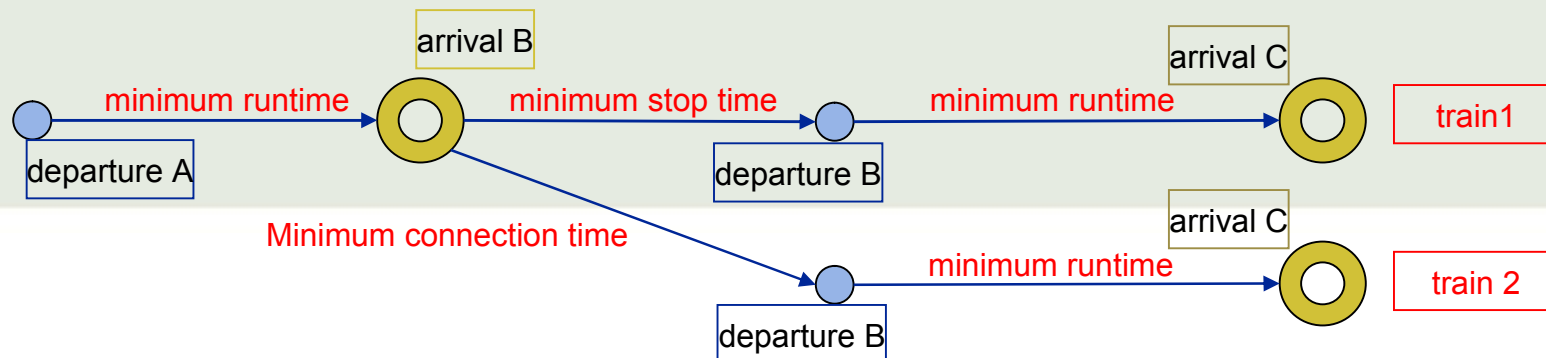 arrival B
arrival C
minimum runtime
minimum stop time
minimum runtime
train1
departure A
departure B
arrival C
Minimum connection time
minimum runtime
train 2
departure B